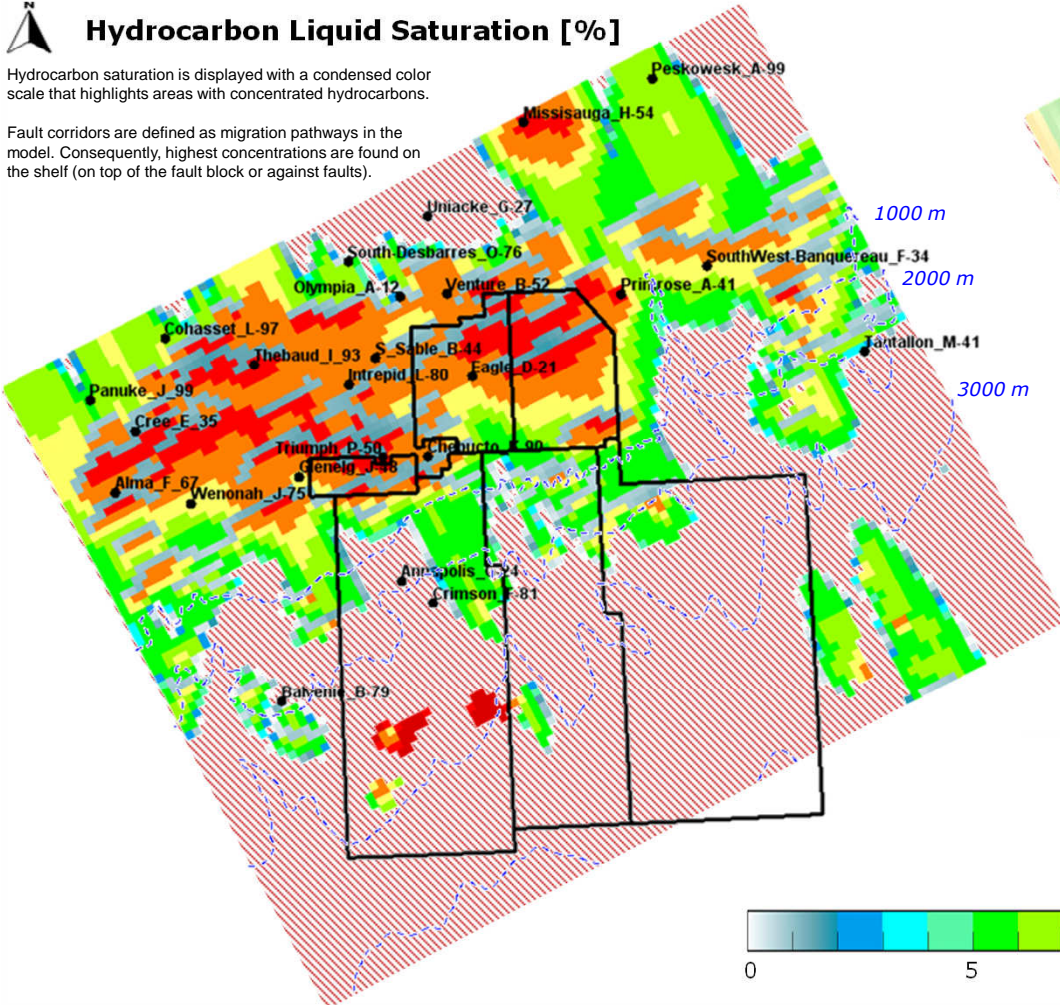 N
Hydrocarbon Liquid Saturation [%]
Hydrocarbon saturation is displayed with a condensed color
scale that highlights areas with concentrated hydrocarbons.
Fault corridors are defined as migration pathways in the
model. Consequently, highest concentrations are found on
the shelf (on top of the fault block or against faults).
Peskowesk_A-99
Missisauga_H-54
Uniacke_G-27
1000 m
South-Desbarres_O-76
SouthWest-Banquereau_F-34
2000 m
Olympia_A-12
Venture_B-52
Primrose_A-41
Cohasset_L-97
Tantallon_M-41
Thebaud_I_93
S_Sable_B-44
Intrepid_L-80
Eagle_D-21
3000 m
Panuke_J_99
Cree_E_35
Triumph_P-50
Chebucto_K-90
Glenelg_J-48
Alma_F_67
Wenonah_J-75
Annapolis_G-24
Crimson_F-81
Balvenie_B-79
0
5